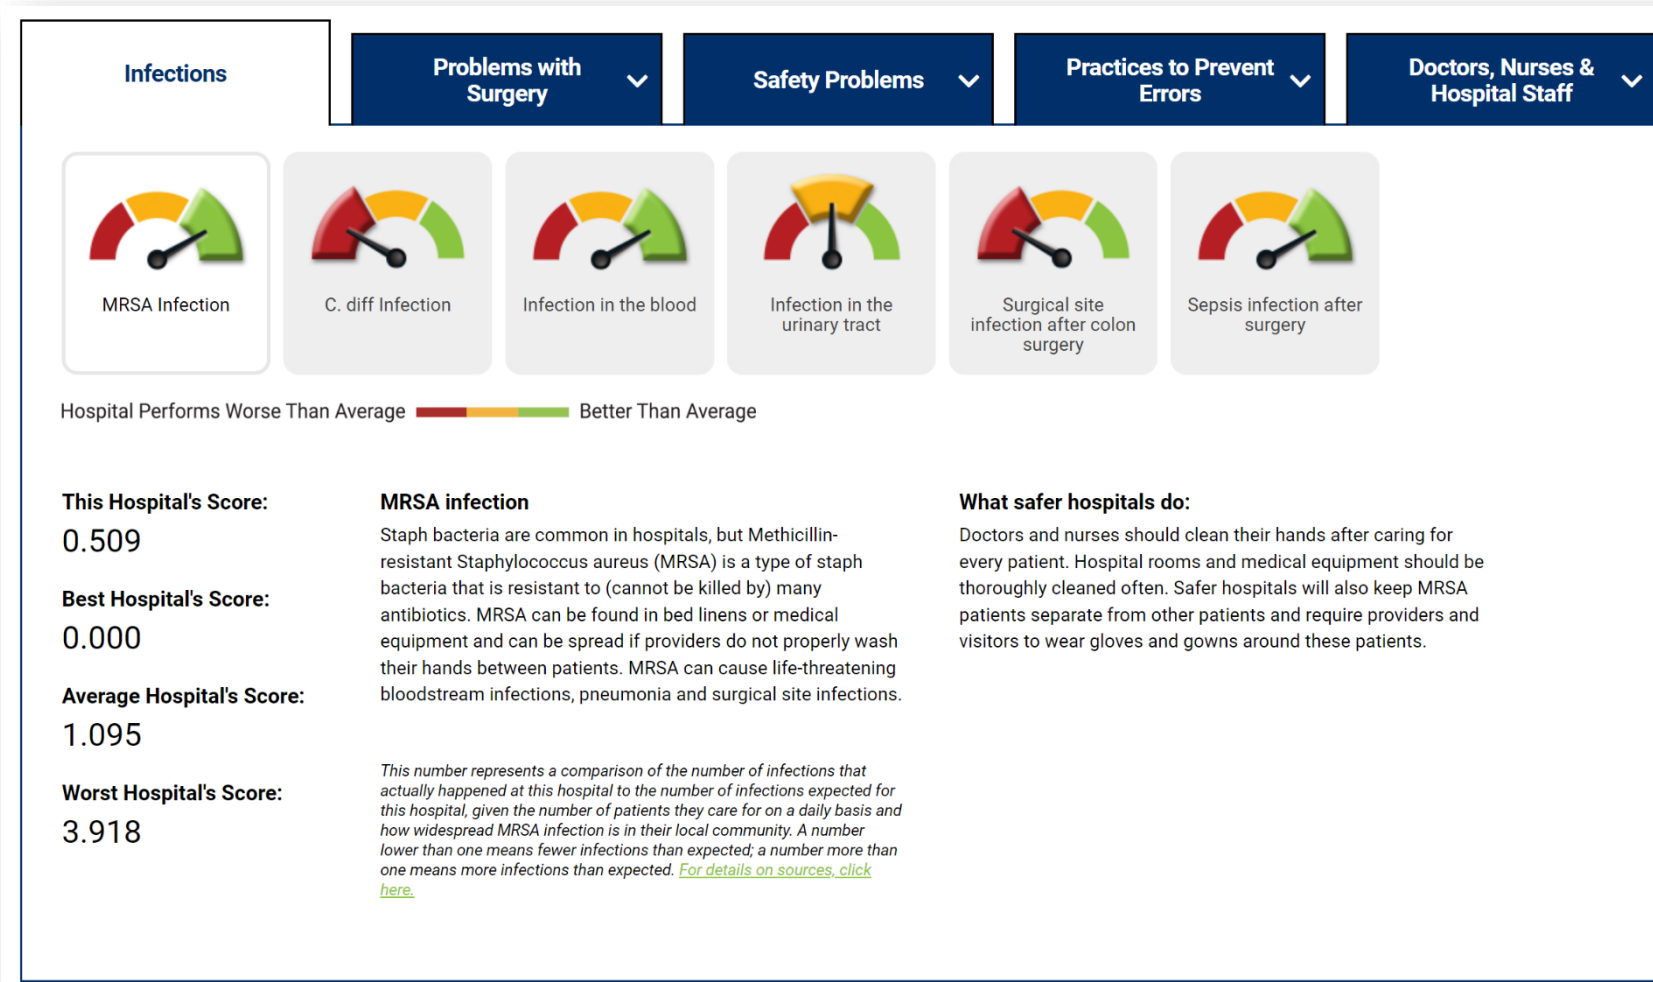 Infections
Problems with
Surgery
Safety Problems
Practices to Prevent
Errors
Doctors, Nurses &
Hospital Staff
MRSA Infection
C. diff Infection
Infection in the blood
Infection in the
urinary tract
Surgical site
infection after colon
surgery
Sepsis infection after
surgery
Hospital Performs Worse Than Average
Better Than Average
This Hospital's Score:
0.509
Best Hospital's Score:
0.000
Average Hospital's Score:
1.095
Worst Hospital's Score:
3.918
MRSA infection
Staph bacteria are common in hospitals, but Methicillin-
resistant Staphylococcus aureus (MRSA) is a type of staph
bacteria that is resistant to (cannot be killed by) many
antibiotics. MRSA can be found in bed linens or medical
equipment and can be spread if providers do not properly wash
their hands between patients. MRSA can cause life-threatening
bloodstream infections, pneumonia and surgical site infections.
This number represents a comparison of the number of infections that
actually happened at this hospital to the number of infections expected for
this hospital, given the number of patients they care for on a daily basis and
how widespread MRSA infection is in their local community. A number
lower than one means fewer infections than expected; a number more than
one means more infections than expected. For details on sources, click
here.
What safer hospitals do:
Doctors and nurses should clean their hands after caring for
every patient. Hospital rooms and medical equipment should be
thoroughly cleaned often. Safer hospitals will also keep MRSA
patients separate from other patients and require providers and
visitors to wear gloves and gowns around these patients.